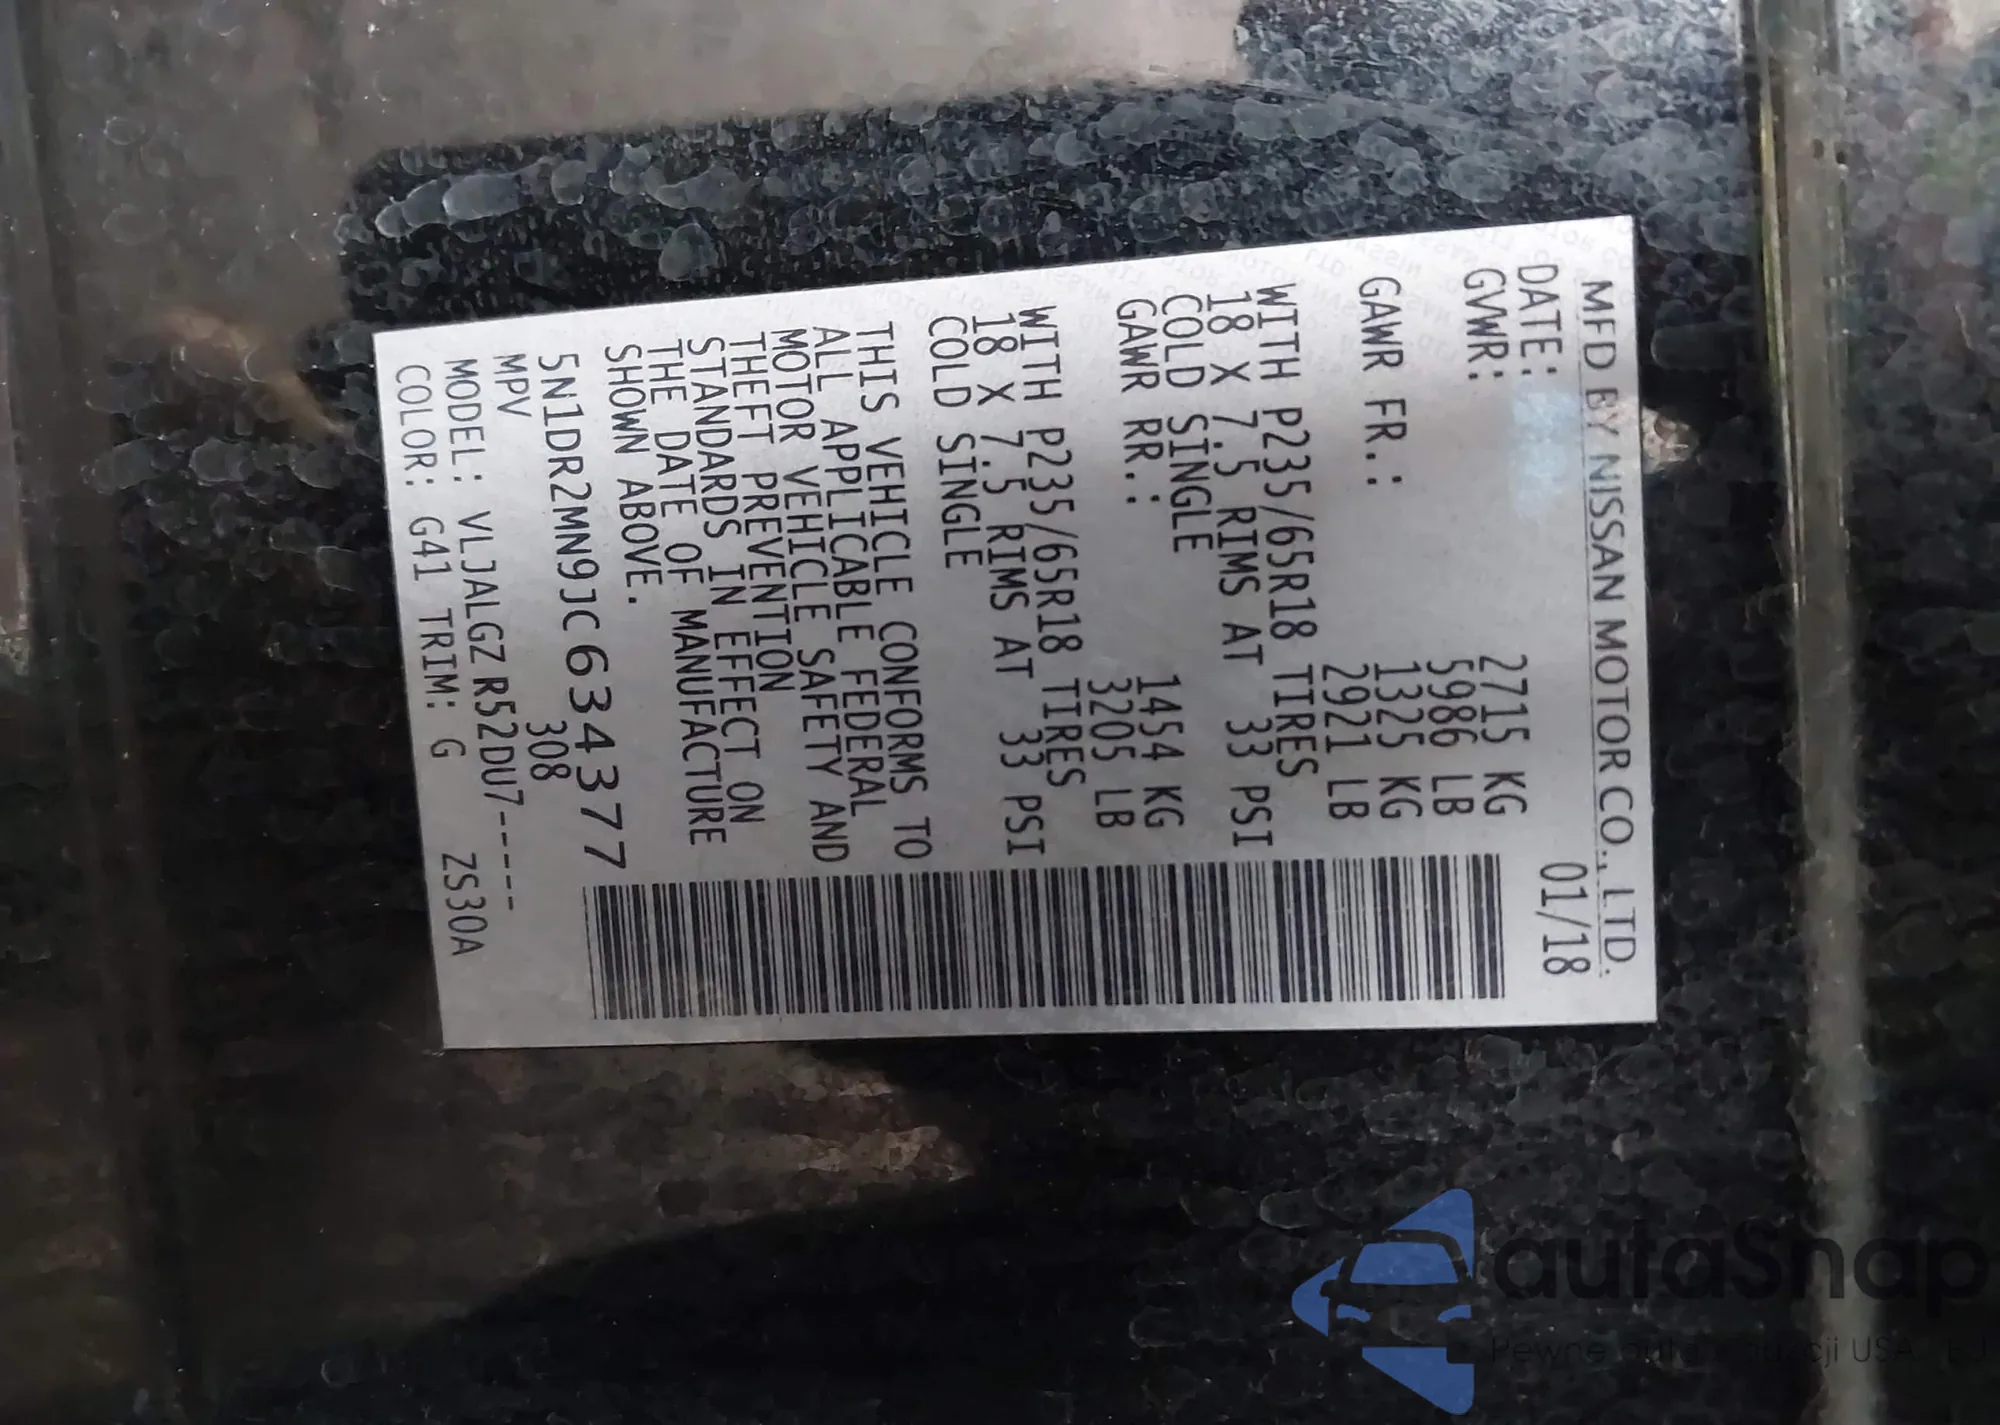 MFD BY NISSAN MOTOR CO., LTD.
DATE: 01/18
GVWR: 2715 KG
5986 LB
GAWR FR.: 1325 KG
2921 LB
WITH P235/65R18 TIRES
18 X 7.5 RIMS AT 33 PSI
COLD SINGLE
GAWR RR.: 1454 KG
3205 LB
WITH P235/65R18 TIRES
18 X 7.5 RIMS AT 33 PSI
COLD SINGLE
THIS VEHICLE CONFORMS TO
ALL APPLICABLE FEDERAL
MOTOR VEHICLE SAFETY AND
THEFT PREVENTION
STANDARDS IN EFFECT ON
THE DATE OF MANUFACTURE
SHOWN ABOVE.
5N1DR2MN9JC634377
MPV 308
MODEL: VLJALGZ R52DU7-----
COLOR: G41 TRIM: G ZS30A
autaSnap
Pewne auta USA